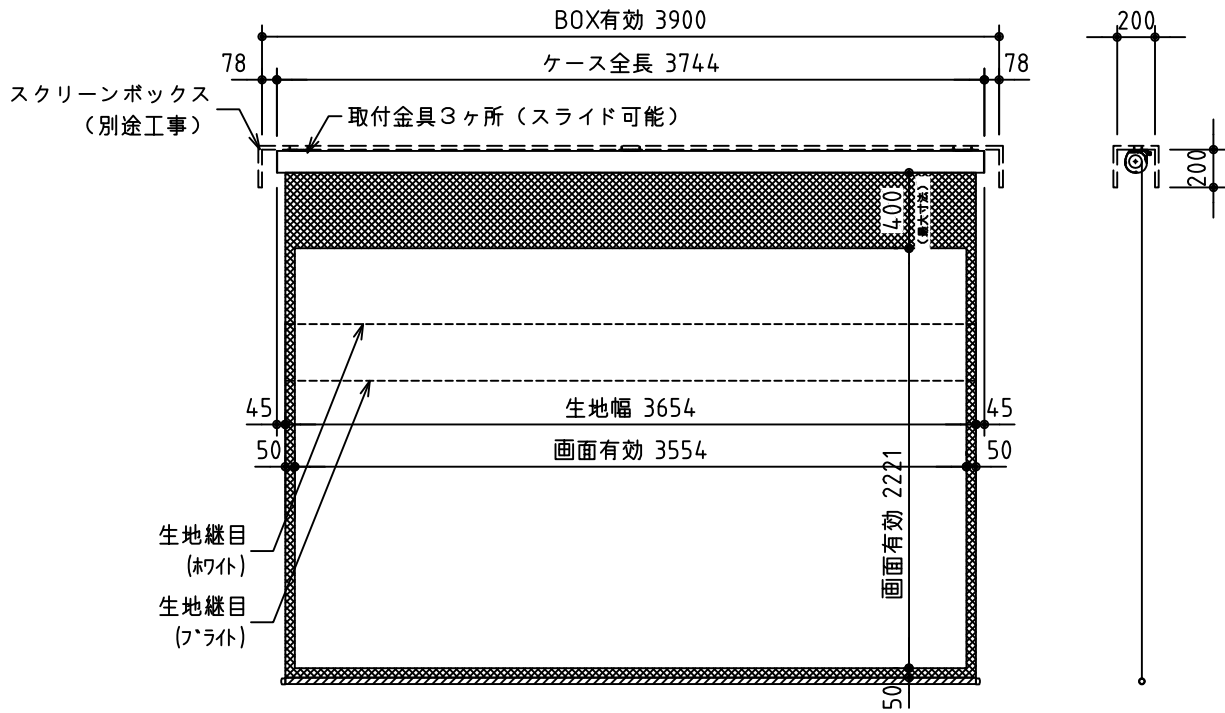 BOX有効 3900
200
78
ケース全長 3744
78
スクリーンボックス
（別途工事）
取付金具３ヶ所（スライド可能）
200
400
（最大寸法）
45
生地幅 3654
45
50
画面有効 3554
50
画面有効 2221
生地継目
(ﾎﾜｲﾄ)
生地継目
(ﾌﾞﾗｲﾄ)
50